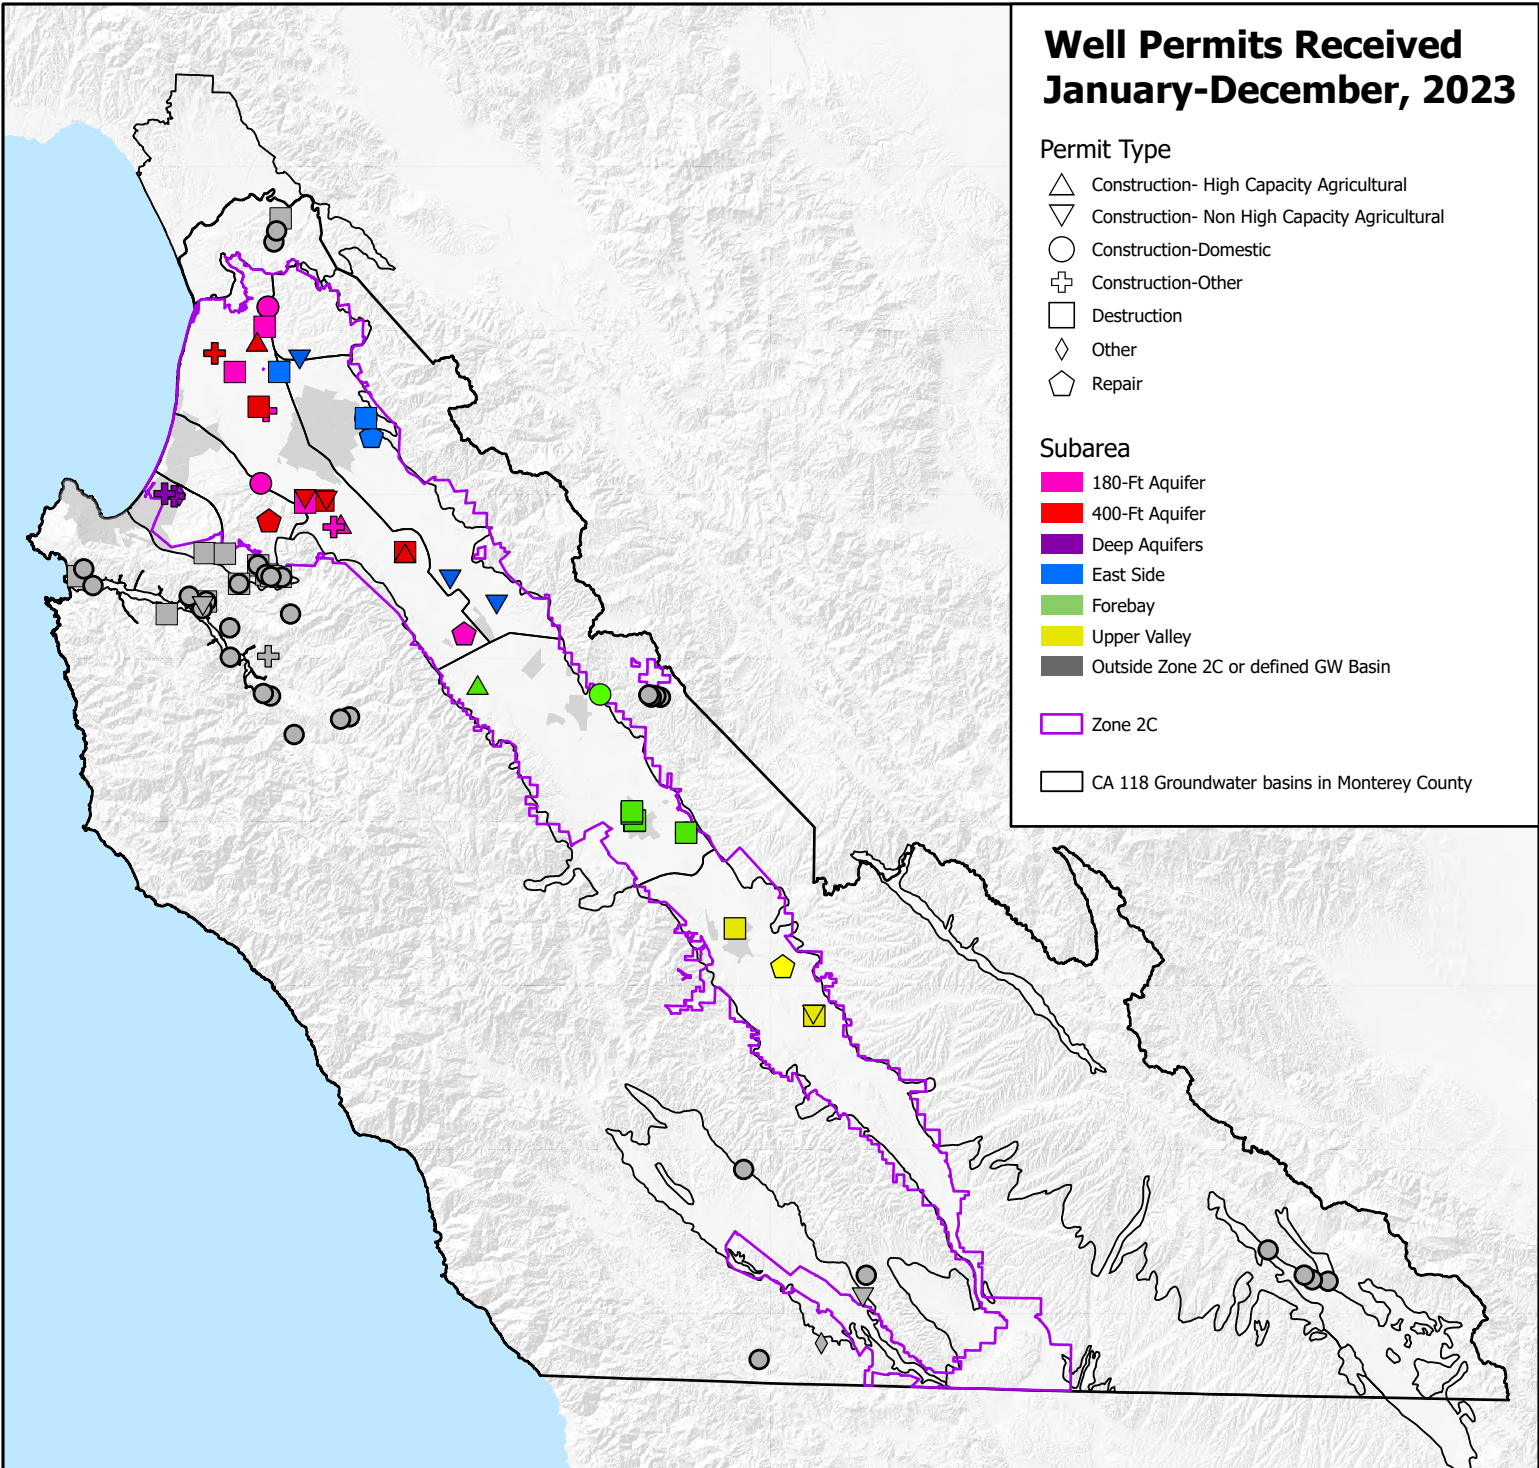 Well Permits Received
January-December, 2023
Permit Type
Construction- High Capacity Agricultural
Construction- Non High Capacity Agricultural
Construction-Domestic
Construction-Other
Destruction
Other
Repair
Subarea
180-Ft Aquifer
400-Ft Aquifer
Deep Aquifers
East Side
Forebay
Upper Valley
Outside Zone 2C or defined GW Basin
Zone 2C
CA 118 Groundwater basins in Monterey County